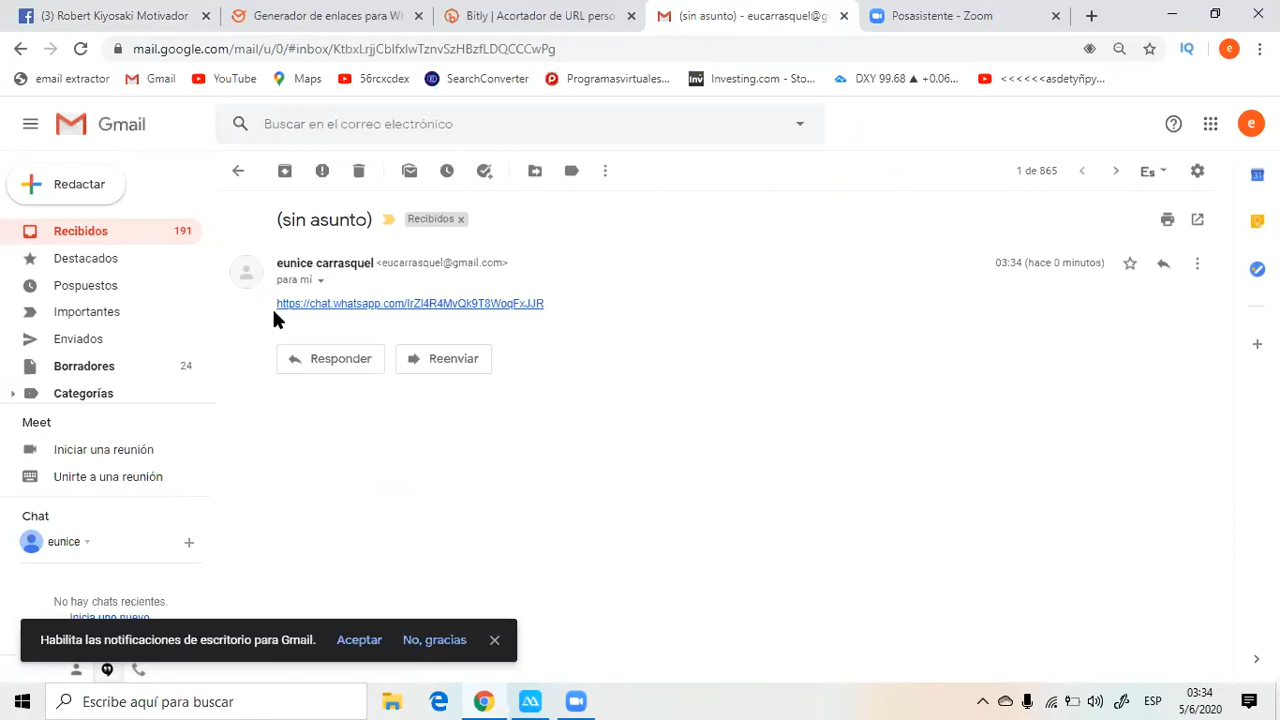 (3) Robert Kiyosaki Motivado
Generador de enlaces para Wh
Bitly | Acortador de URL perso
(sin asunto) - eucarrasquel@g
Posasistente - Zoom
mail.google.com/mail/u/0/#inbox/KtbxLrjjCblfxlwTznvSzHBzfLDQCCCwPg
email extractor
Gmail
YouTube
Maps
56rcxcdex
SearchConverter
Programasvirtuales...
Investing.com - Sto...
DXY 99.68 ▲ +0.06...
<<<<<<asdetyñpy...
Gmail
Buscar en el correo electrónico
e
Redactar
1 de 865
Es
Recibidos 191
Destacados
Pospuestos
Importantes
Enviados
Borradores 24
Categorías
(sin asunto)
Recibidos x
eunice carrasquel <eucarrasquel@gmail.com>
03:34 (hace 0 minutos)
para mí
https://chat.whatsapp.com/IrZl4R4MvQk9T8WoqFxJJR
Responder
Reenviar
Meet
Iniciar una reunión
Unirte a una reunión
Chat
eunice
No hay chats recientes.
Inicia uno nuevo
Habilita las notificaciones de escritorio para Gmail.
Aceptar
No, gracias
Escribe aquí para buscar
ESP
03:34
5/6/2020